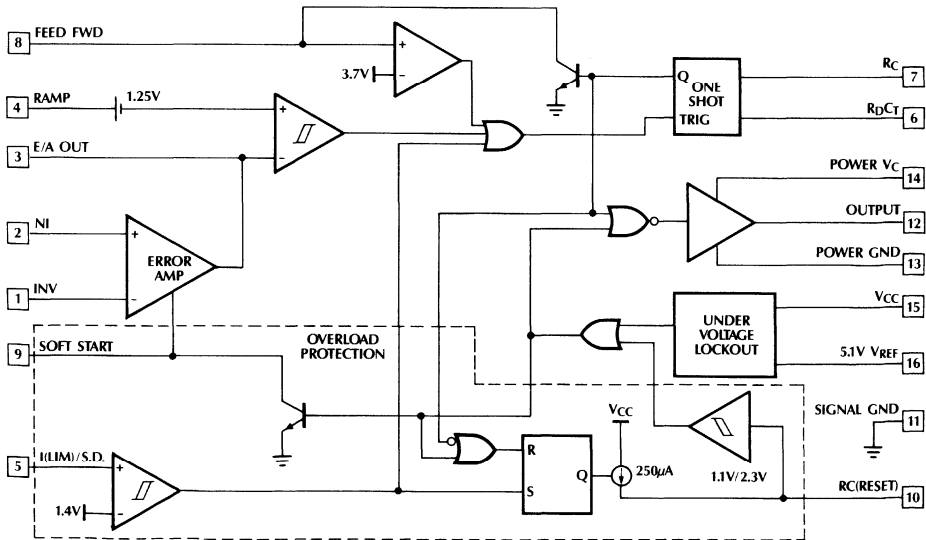 8 FEED FWD
+
3.7V
-
Q ONE SHOT
TRIG
RC
7
RDCT
6
4 RAMP
1.25V
+
-
3 E/A OUT
POWER VC
14
OUTPUT
12
POWER GND
13
2 NI
+
ERROR
AMP
1 INV
-
UNDER
VOLTAGE
LOCKOUT
VCC
15
5.1V VREF
16
OVERLOAD
PROTECTION
9 SOFT START
VCC
SIGNAL GND
11
5 I(LIM)/S.D.
+
1.4V
-
R
Q
S
250µA
1.1V/2.3V
RC(RESET)
10